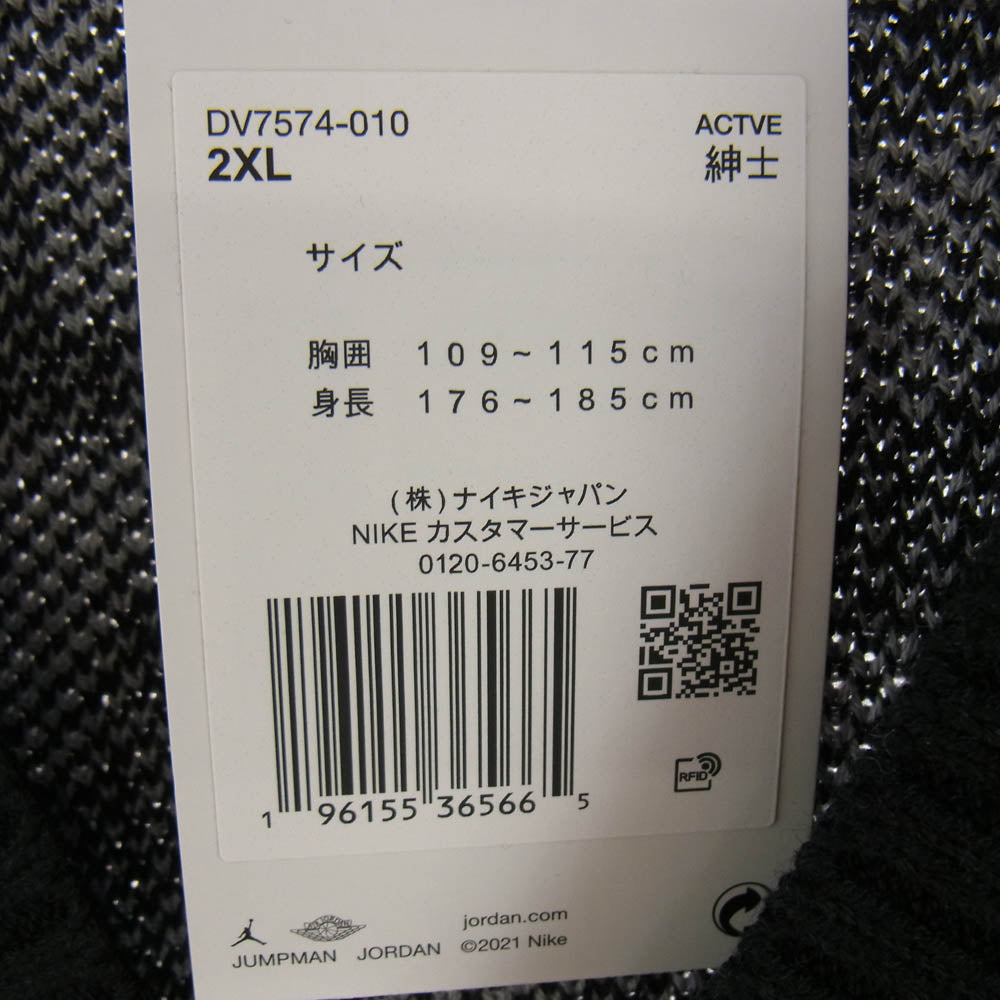 DV7574-010
2XL
ACTVE
紳士
サイズ
胸囲 109~115cm
身長 176~185cm
(株)ナイキジャパン
NIKE カスタマーサービス
0120-6453-77
1 96155 36566 5
RFID
JUMPMAN JORDAN
jordan.com
©2021 Nike